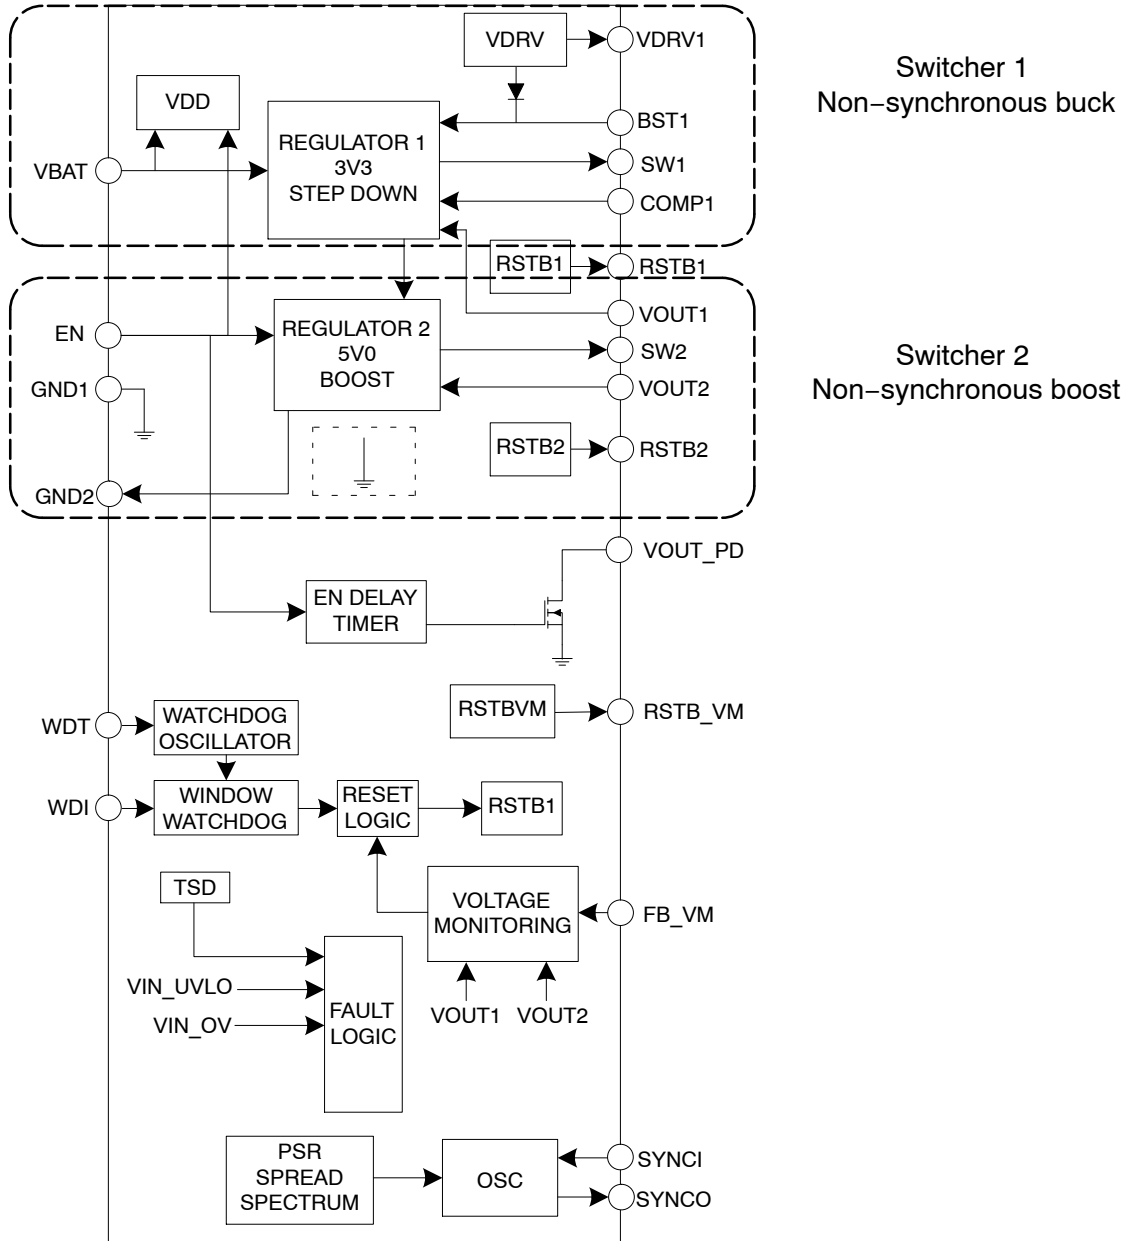 VDRV
VDRV1
Switcher 1
Non−synchronous buck
VDD
BST1
REGULATOR 1
3V3
STEP DOWN
VBAT
SW1
COMP1
RSTB1
RSTB1
VOUT1
EN
REGULATOR 2
5V0
BOOST
SW2
Switcher 2
Non−synchronous boost
GND1
VOUT2
RSTB2
RSTB2
GND2
VOUT_PD
EN DELAY
TIMER
RSTBVM
RSTB_VM
WDT
WATCHDOG
OSCILLATOR
WDI
WINDOW
WATCHDOG
RESET
LOGIC
RSTB1
TSD
VOLTAGE
MONITORING
FB_VM
VIN_UVLO
VIN_OV
FAULT
LOGIC
VOUT1
VOUT2
PSR
SPREAD
SPECTRUM
OSC
SYNCI
SYNCO